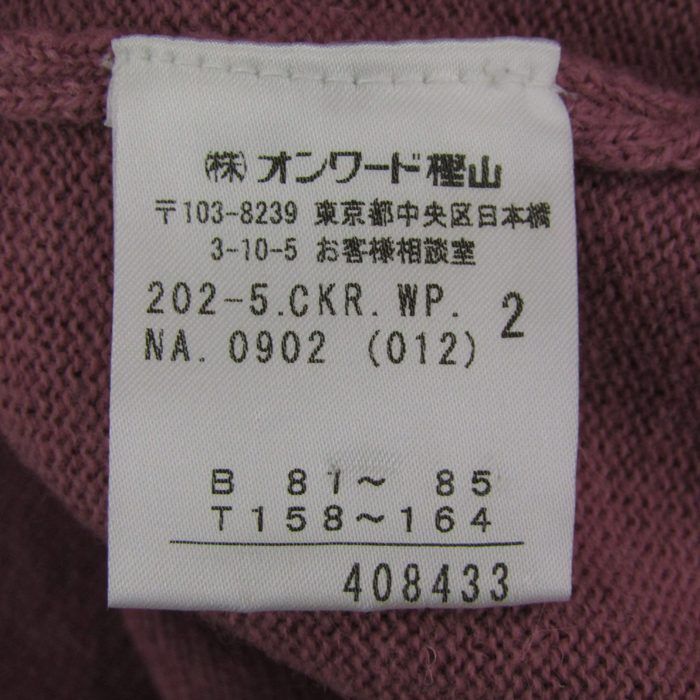 ㈱オンワード樫山
〒103-8239 東京都中央区日本橋
3-10-5 お客様相談室
202-5.CKR.WP. 2
NA. 0902 (012)
B 81～ 85
T158～164
408433